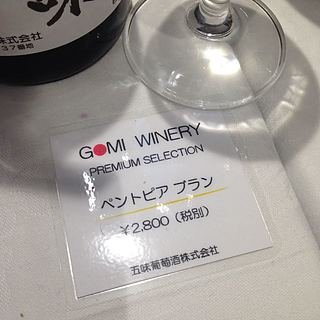 株式会社
37番地
GOMI WINERY
PREMIUM SELECTION
ペントピア ブラン
¥2,800 (税別)
五味葡萄酒株式会社